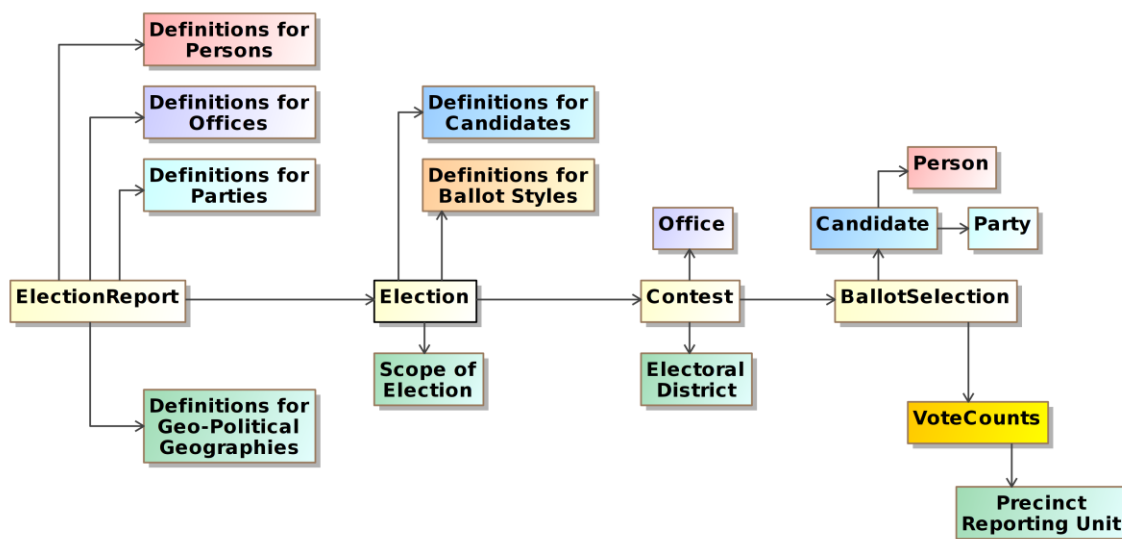 Definitions for
Persons
Definitions for
Offices
Definitions for
Candidates
Definitions for
Parties
Definitions for
Ballot Styles
Person
Office
Candidate
Party
ElectionReport
Election
Contest
BallotSelection
Scope of
Election
Electoral
District
Definitions for
Geo-Political
Geographies
VoteCounts
Precinct
Reporting Unit